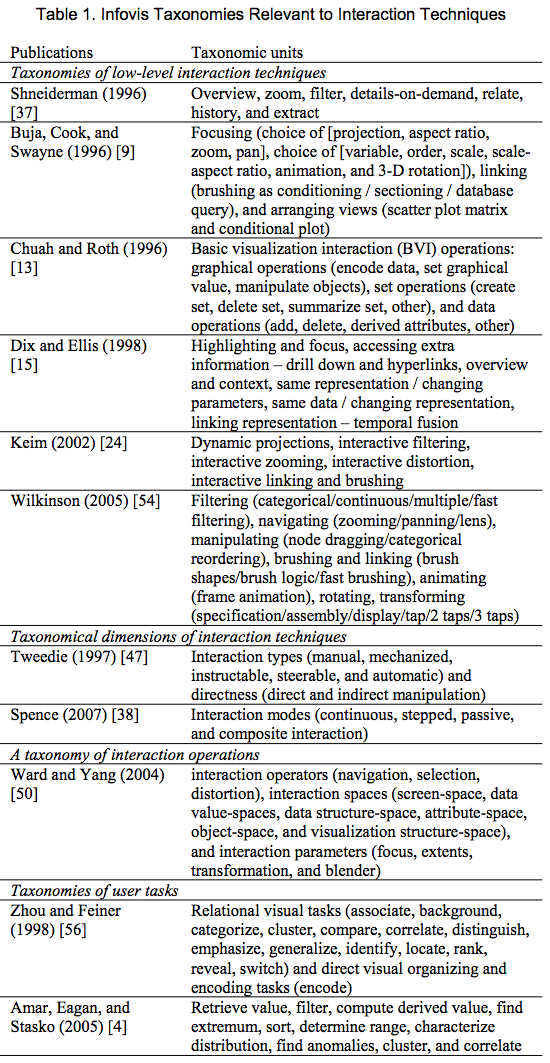 Table 1. Infovis Taxonomies Relevant to Interaction Techniques
Publications Taxonomic units
Taxonomies of low-level interaction techniques
Shneiderman (1996) Overview, zoom, filter, details-on-demand, relate,
[37] history, and extract
Buja, Cook, and Focusing (choice of [projection, aspect ratio,
Swayne (1996) [9] zoom, pan], choice of [variable, order, scale, scale-
aspect ratio, animation, and 3-D rotation]), linking
(brushing as conditioning / sectioning / database
query), and arranging views (scatter plot matrix
and conditional plot)
Chuah and Roth (1996) Basic visualization interaction (BVI) operations:
[13] graphical operations (encode data, set graphical
value, manipulate objects), set operations (create
set, delete set, summarize set, other), and data
operations (add, delete, derived attributes, other)
Dix and Ellis (1998) Highlighting and focus, accessing extra
[15] information – drill down and hyperlinks, overview
and context, same representation / changing
parameters, same data / changing representation,
linking representation – temporal fusion
Keim (2002) [24] Dynamic projections, interactive filtering,
interactive zooming, interactive distortion,
interactive linking and brushing
Wilkinson (2005) [54] Filtering (categorical/continuous/multiple/fast
filtering), navigating (zooming/panning/lens),
manipulating (node dragging/categorical
reordering), brushing and linking (brush
shapes/brush logic/fast brushing), animating
(frame animation), rotating, transforming
(specification/assembly/display/tap/2 taps/3 taps)
Taxonomical dimensions of interaction techniques
Tweedie (1997) [47] Interaction types (manual, mechanized,
instructable, steerable, and automatic) and
directness (direct and indirect manipulation)
Spence (2007) [38] Interaction modes (continuous, stepped, passive,
and composite interaction)
A taxonomy of interaction operations
Ward and Yang (2004) interaction operators (navigation, selection,
[50] distortion), interaction spaces (screen-space, data
value-spaces, data structure-space, attribute-space,
object-space, and visualization structure-space),
and interaction parameters (focus, extents,
transformation, and blender)
Taxonomies of user tasks
Zhou and Feiner Relational visual tasks (associate, background,
(1998) [56] categorize, cluster, compare, correlate, distinguish,
emphasize, generalize, identify, locate, rank,
reveal, switch) and direct visual organizing and
encoding tasks (encode)
Amar, Eagan, and Retrieve value, filter, compute derived value, find
Stasko (2005) [4] extremum, sort, determine range, characterize
distribution, find anomalies, cluster, and correlate